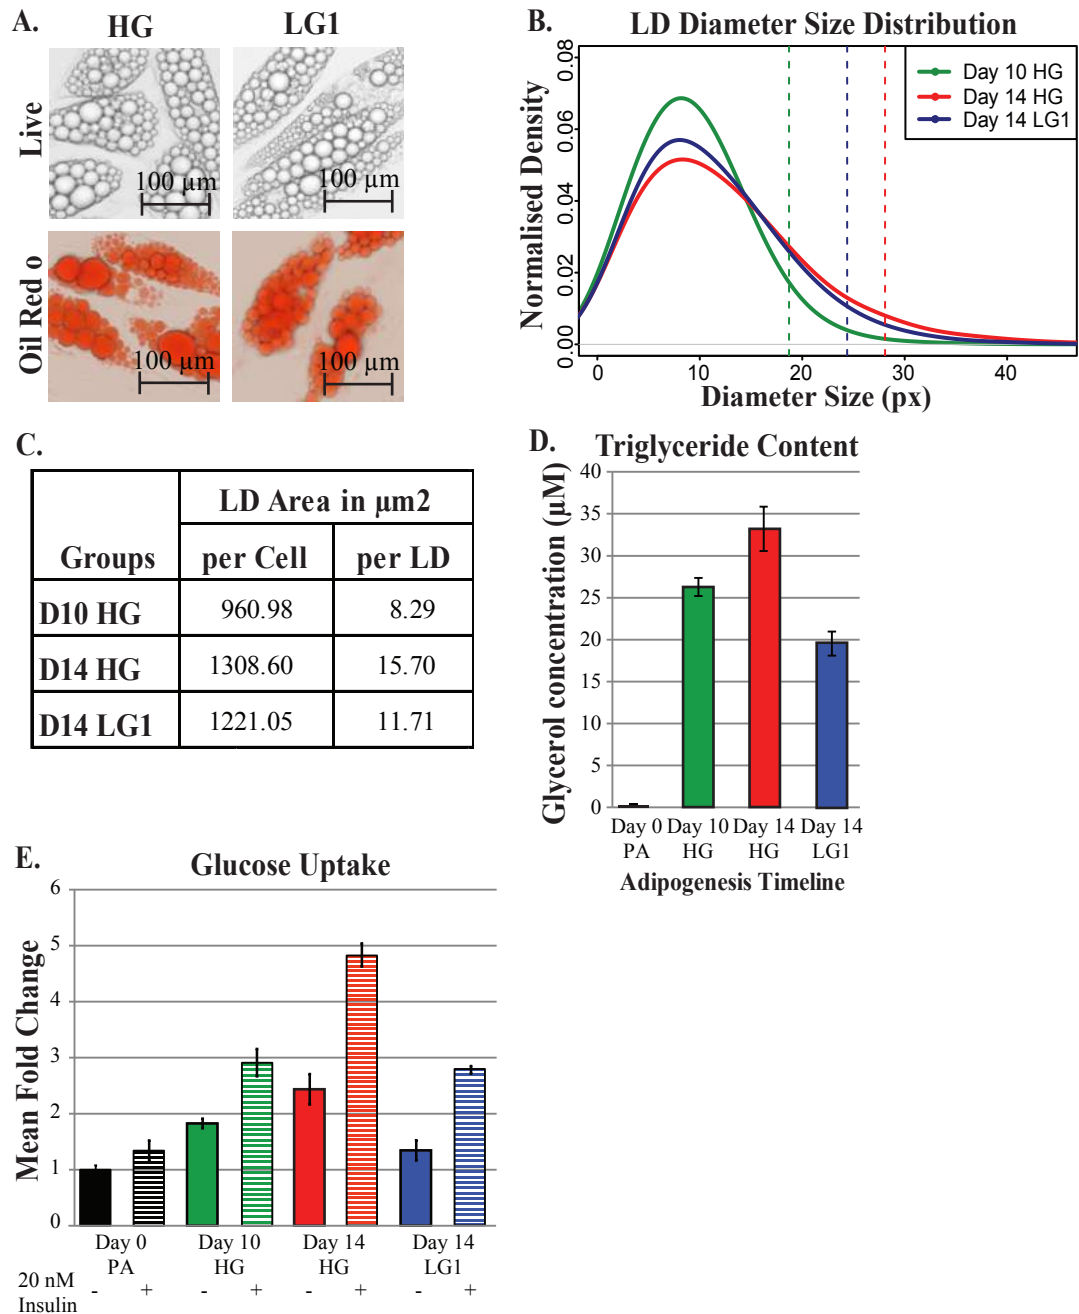 A.
HG
LG1
Live
100 µm
100 µm
Oil Red o
100 µm
100 µm
B.
LD Diameter Size Distribution
Normalised Density
0.08
0.06
0.04
0.02
0.00
Day 10 HG
Day 14 HG
Day 14 LG1
0 10 20 30 40
Diameter Size (px)
C.
Groups
LD Area in µm2
per Cell per LD
D10 HG 960.98 8.29
D14 HG 1308.60 15.70
D14 LG1 1221.05 11.71
D.
Triglyceride Content
Glycerol concentration (µM)
40
35
30
25
20
15
10
5
0
Day 0 Day 10 Day 14 Day 14
PA HG HG LG1
Adipogenesis Timeline
E.
Glucose Uptake
Mean Fold Change
6
5
4
3
2
1
0
Day 0 Day 10 Day 14 Day 14
PA HG HG LG1
20 nM
Insulin
- + - + - + - +